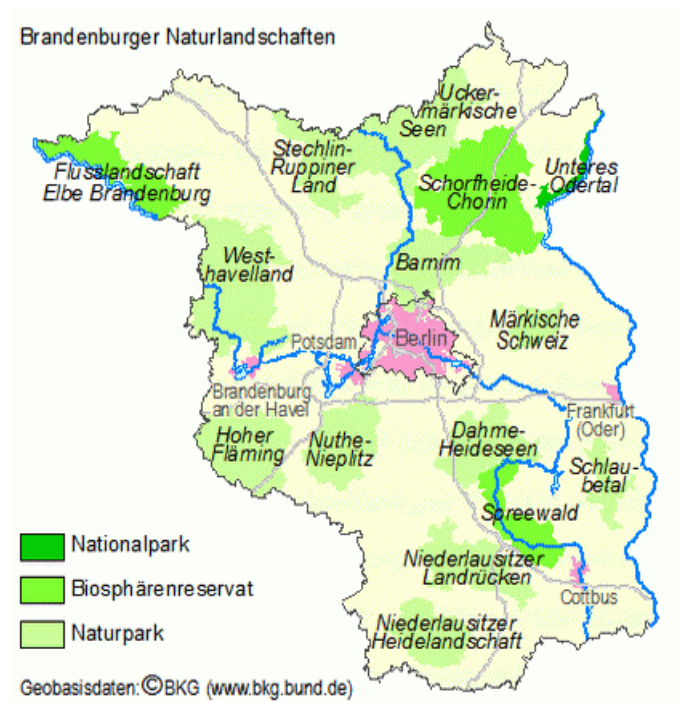 Brandenburger Naturlandschaften
Ucker-
märkische
Seen
Stechlin-
Ruppiner
Land
Flusslandschaft
Elbe Brandenburg
Schorfheide-
Chorin
Unteres
Odertal
West-
havelland
Barnim
Märkische
Schweiz
Potsdam
Berlin
Brandenburg
an der Havel
Frankfurt
(Oder)
Hoher
Fläming
Nuthe-
Nieplitz
Dahme-
Heideseen
Schlau-
betal
Spreewald
Niederlausitzer
Landrücken
Cottbus
Niederlausitzer
Heidelandschaft
Nationalpark
Biosphärenreservat
Naturpark
Geobasisdaten: ©BKG (www.bkg.bund.de)